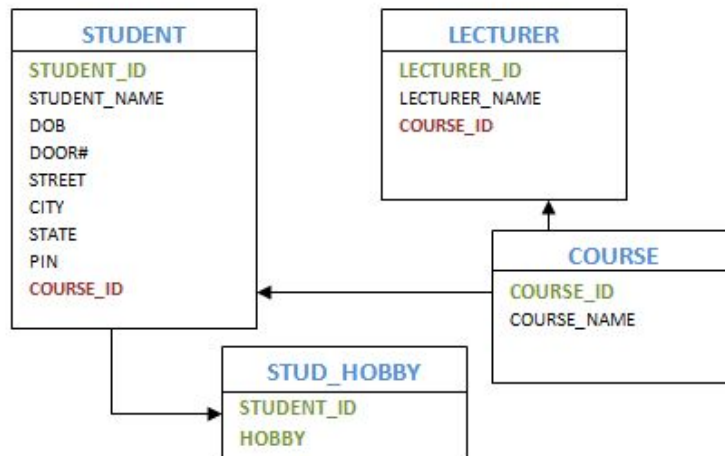 STUDENT
STUDENT_ID
STUDENT_NAME
DOB
DOOR#
STREET
CITY
STATE
PIN
COURSE_ID
LECTURER
LECTURER_ID
LECTURER_NAME
COURSE_ID
COURSE
COURSE_ID
COURSE_NAME
STUD_HOBBY
STUDENT_ID
HOBBY